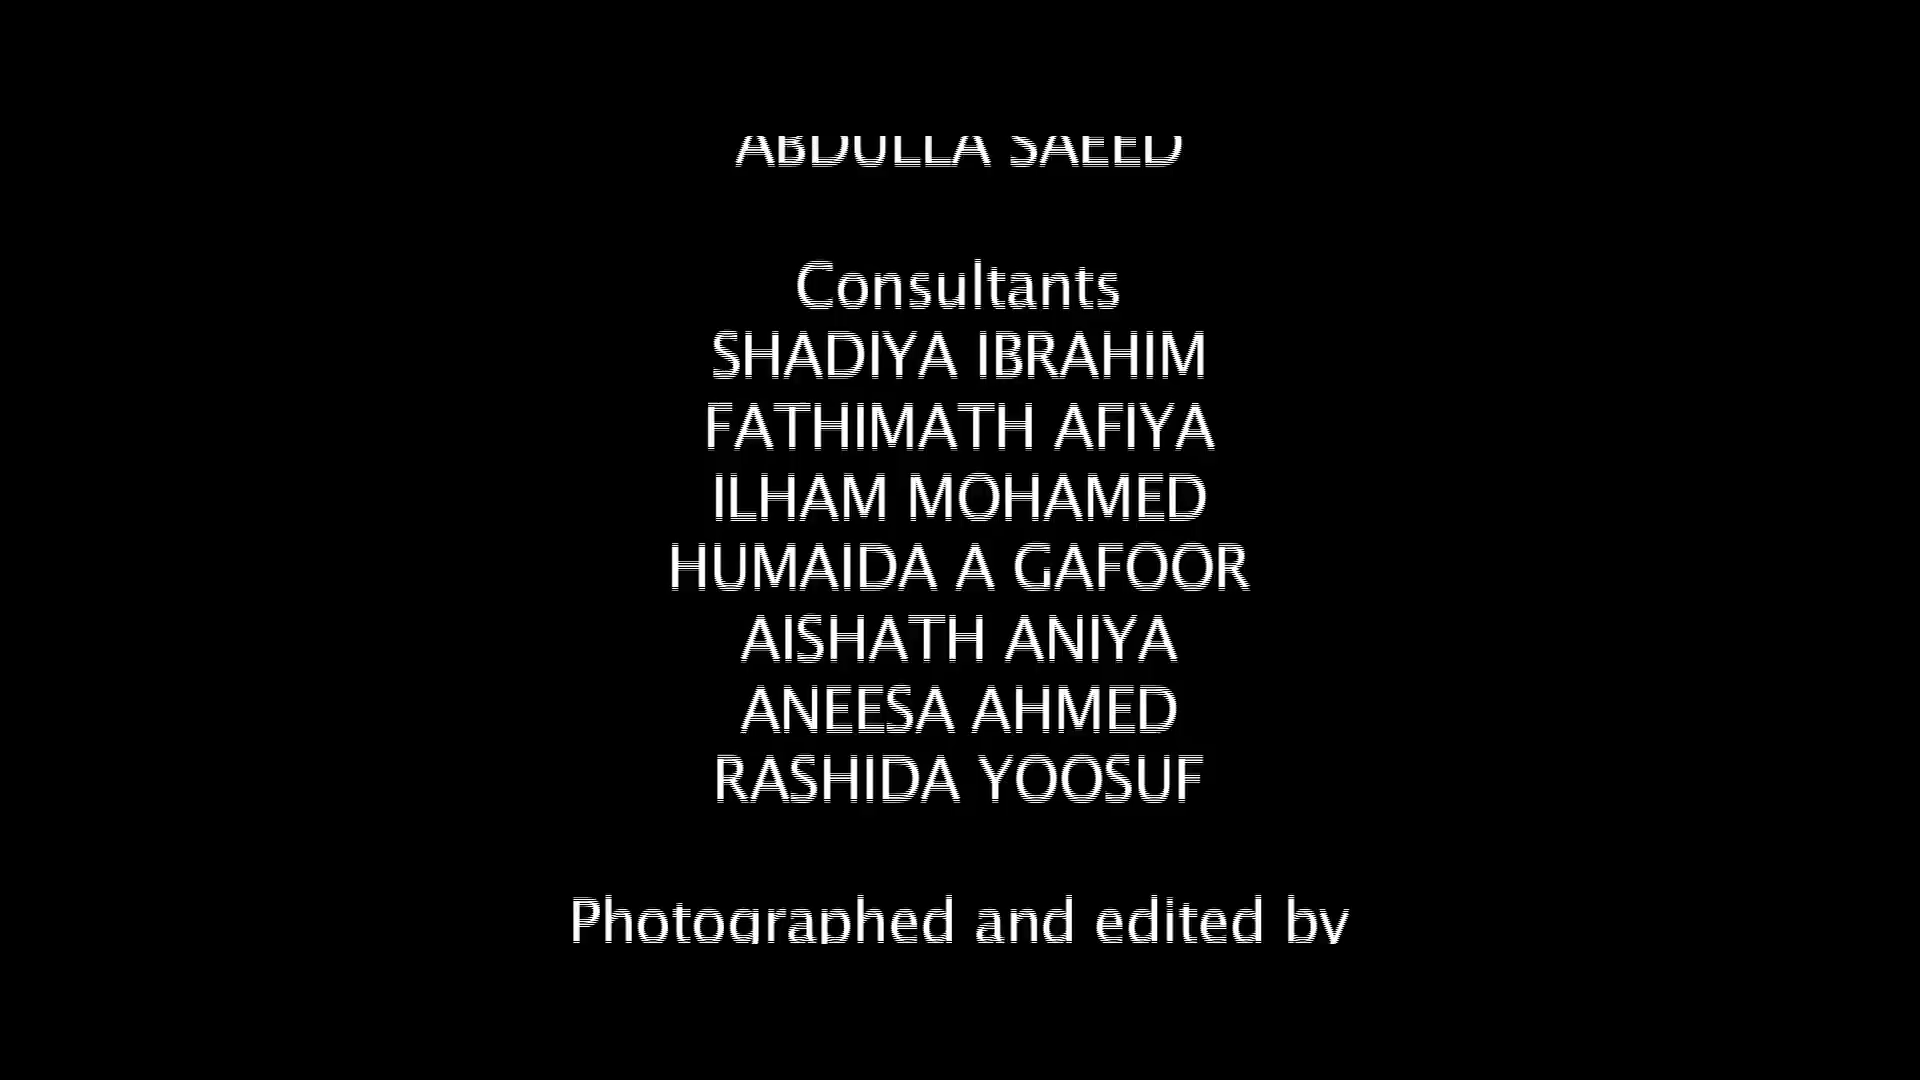 ABDULLA SAEED
Consultants
SHADIYA IBRAHIM
FATHIMATH AFIYA
ILHAM MOHAMED
HUMAIDA A GAFOOR
AISHATH ANIYA
ANEESA AHMED
RASHIDA YOOSUF
Photographed and edited by